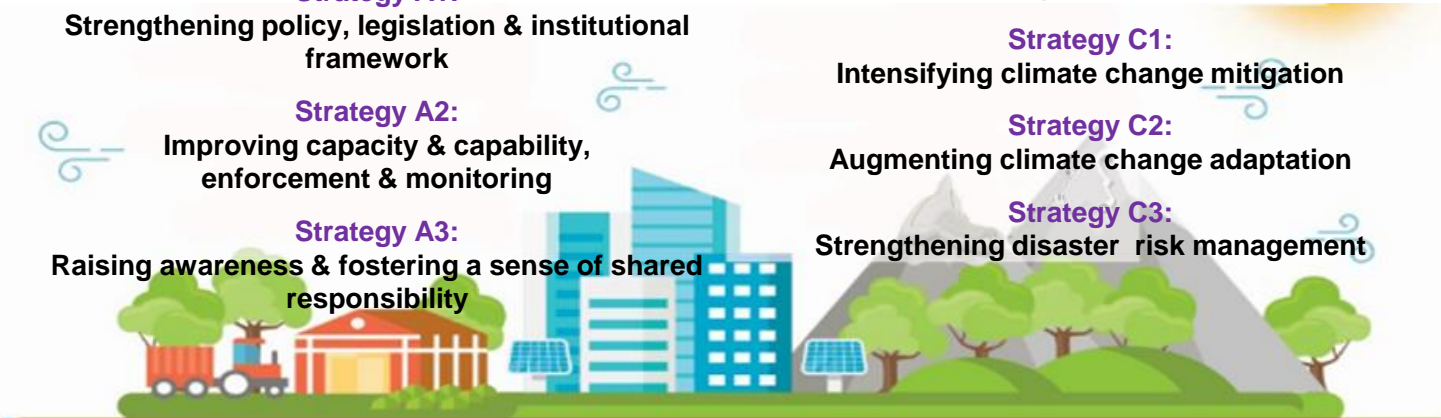 Strengthening policy, legislation & institutional
framework
Strategy A2:
Improving capacity & capability,
enforcement & monitoring
Strategy A3:
Raising awareness & fostering a sense of shared
responsibility
Strategy C1:
Intensifying climate change mitigation
Strategy C2:
Augmenting climate change adaptation
Strategy C3:
Strengthening disaster  risk management